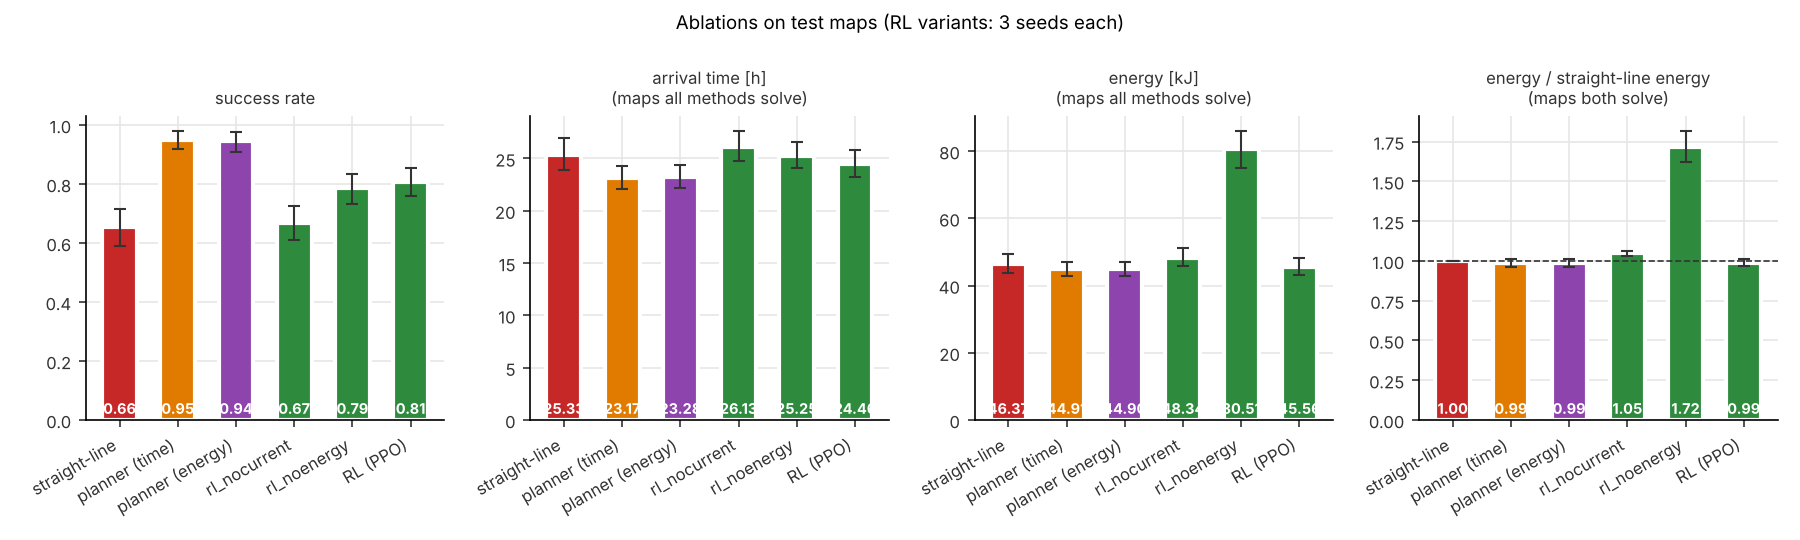 Ablations on test maps (RL variants: 3 seeds each)
success rate
1.0
0.8
0.6
0.4
0.2
0.0
0.66
0.95
0.94
0.67
0.79
0.81
straight-line
planner (time)
planner (energy)
rl_nocurrent
rl_noenergy
RL (PPO)
arrival time [h]
(maps all methods solve)
25
20
15
10
5
0
25.33
23.17
23.28
26.13
25.25
24.46
straight-line
planner (time)
planner (energy)
rl_nocurrent
rl_noenergy
RL (PPO)
energy [kJ]
(maps all methods solve)
80
60
40
20
0
46.37
44.91
44.90
48.34
80.51
45.56
straight-line
planner (time)
planner (energy)
rl_nocurrent
rl_noenergy
RL (PPO)
energy / straight-line energy
(maps both solve)
1.75
1.50
1.25
1.00
0.75
0.50
0.25
0.00
1.00
0.99
0.99
1.05
1.72
0.99
straight-line
planner (time)
planner (energy)
rl_nocurrent
rl_noenergy
RL (PPO)